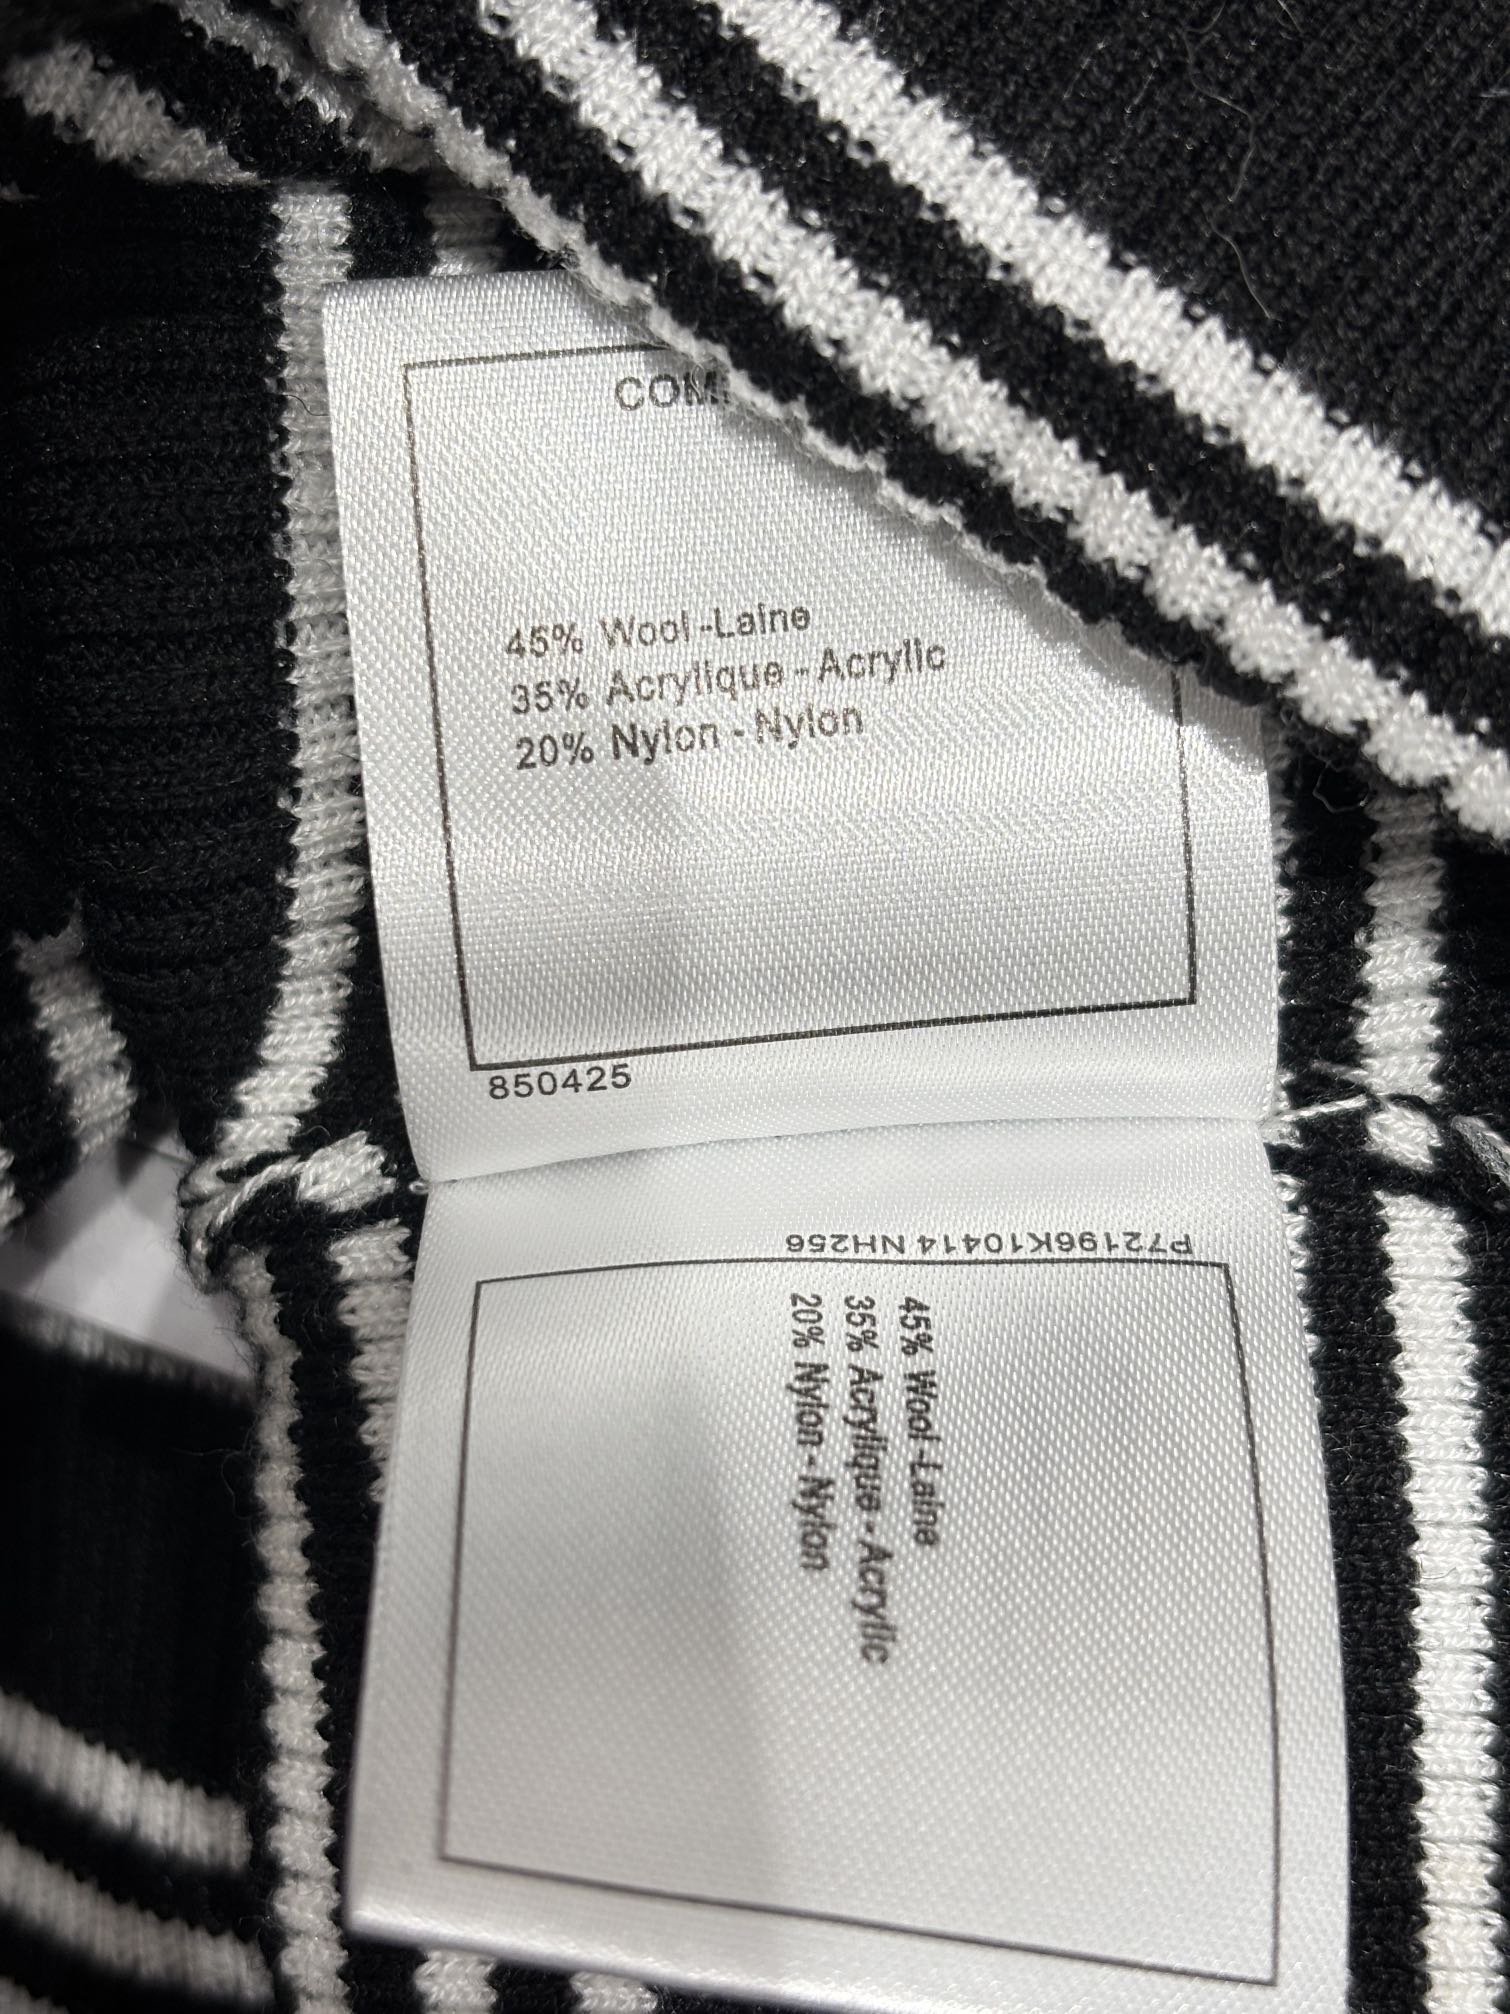 45% Wool-Laine
35% Acrylique - Acrylic
20% Nylon - Nylon
850425
P72196K10414 NH256
45% Wool-Laine
35% Acrylique - Acrylic
20% Nylon - Nylon